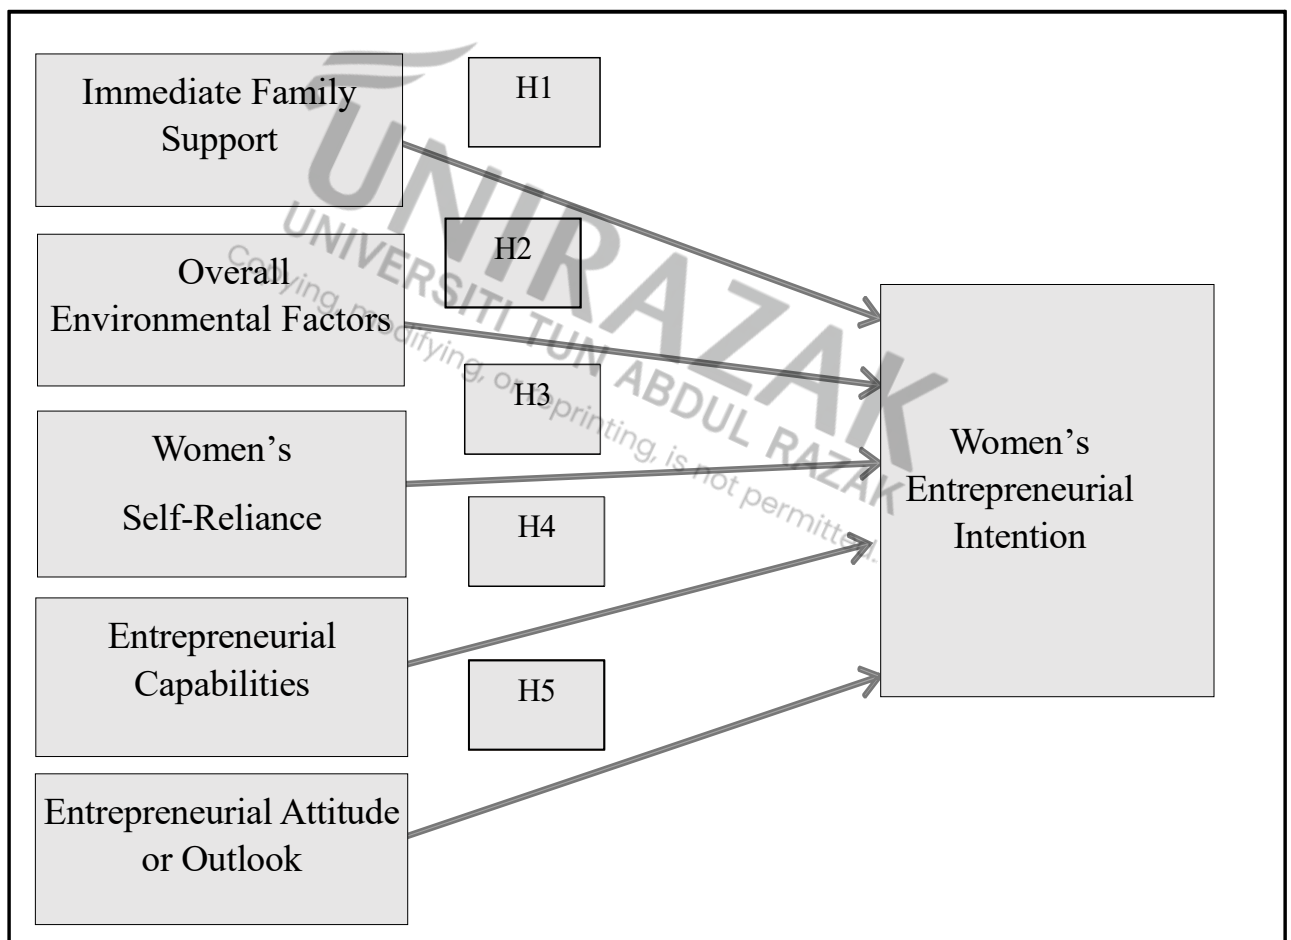 Immediate Family
Support
H1
Overall
Environmental Factors
H2
Women’s
Self-Reliance
H3
Entrepreneurial
Capabilities
H4
Entrepreneurial Attitude
or Outlook
H5
Women’s
Entrepreneurial
Intention
UNIRAZAK
UNIVERSITI TUN ABDUL RAZAK
Copying, modifying, or reprinting, is not permitted.